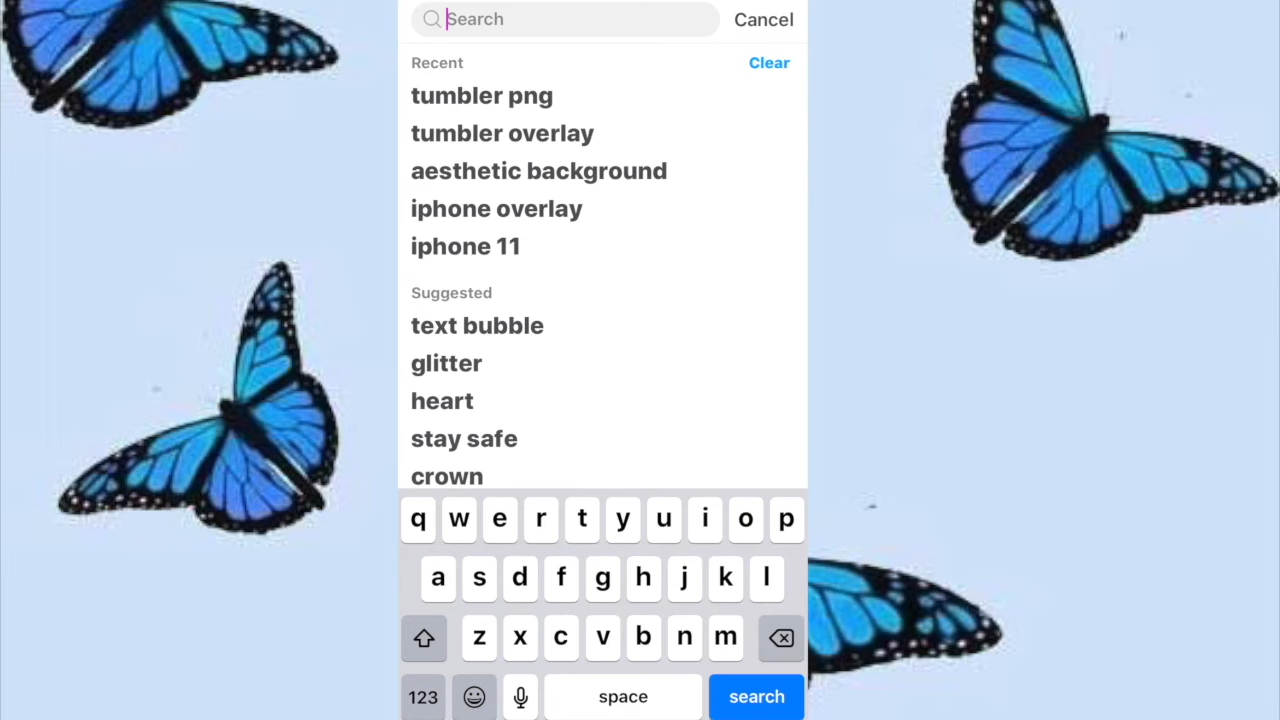 Search Cancel
Recent Clear
tumbler png
tumbler overlay
aesthetic background
iphone overlay
iphone 11
Suggested
text bubble
glitter
heart
stay safe
crown
q w e r t y u i o p
a s d f g h j k l
z x c v b n m
123 space search